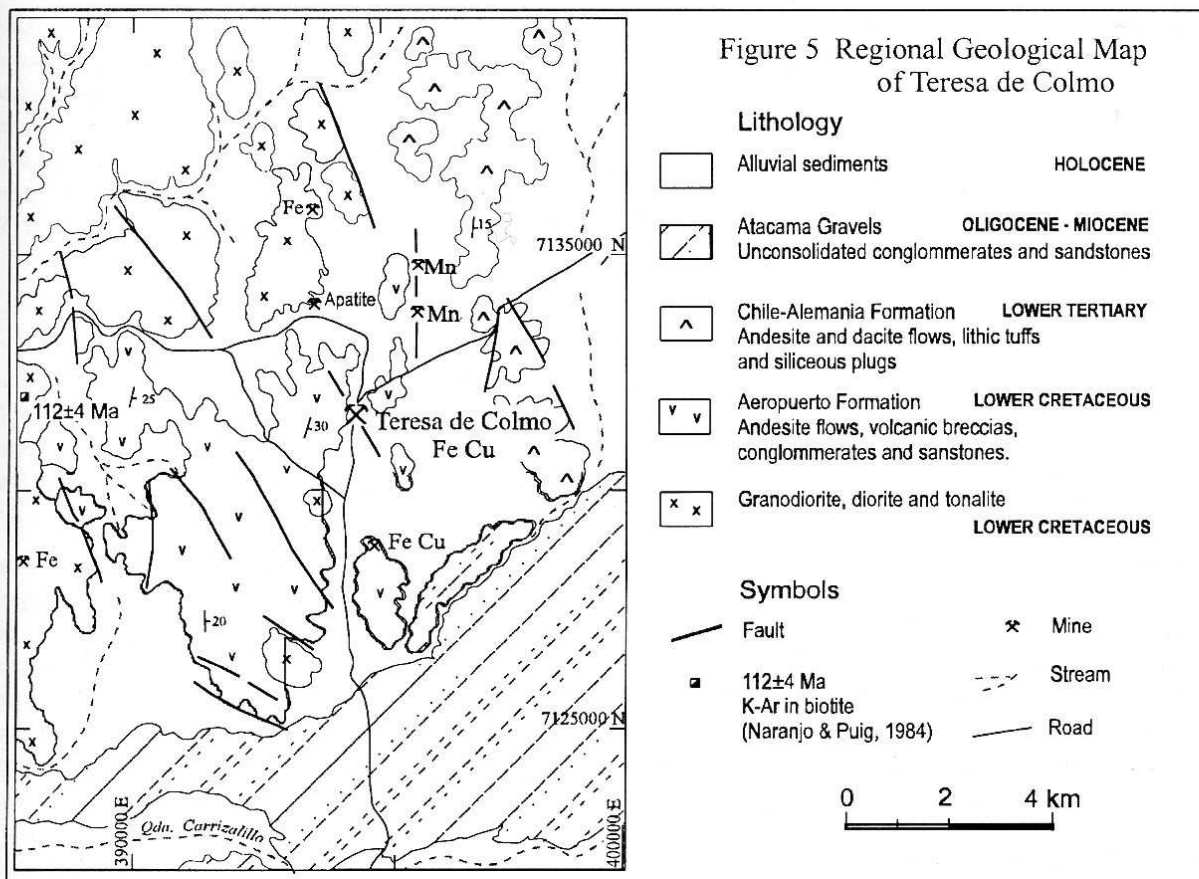 Figure 5 Regional Geological Map
of Teresa de Colmo
Lithology
Alluvial sediments HOLOCENE
Atacama Gravels OLIGOCENE - MIOCENE
Unconsolidated conglommerates and sandstones
Chile-Alemania Formation LOWER TERTIARY
Andesite and dacite flows, lithic tuffs
and siliceous plugs
Aeropuerto Formation LOWER CRETACEOUS
Andesite flows, volcanic breccias,
conglommerates and sanstones.
Granodiorite, diorite and tonalite
LOWER CRETACEOUS
Symbols
Fault
Mine
112±4 Ma
K-Ar in biotite
(Naranjo & Puig, 1984)
Stream
Road
0 2 4 km
Fe
15
7135000 N
Mn
Apatite
Mn
112±4 Ma
25
30
Teresa de Colmo
Fe Cu
Fe
Fe Cu
20
7125000 N
390000 E
400000 E
Qda. Carrizalillo